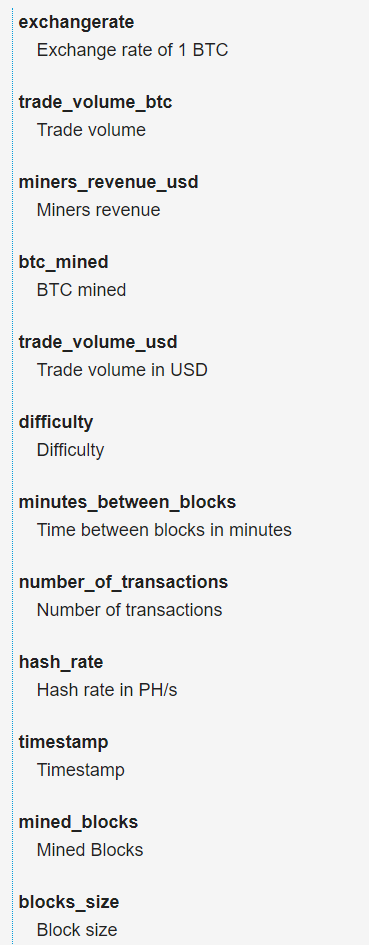 exchangerate
Exchange rate of 1 BTC
trade_volume_btc
Trade volume
miners_revenue_usd
Miners revenue
btc_mined
BTC mined
trade_volume_usd
Trade volume in USD
difficulty
Difficulty
minutes_between_blocks
Time between blocks in minutes
number_of_transactions
Number of transactions
hash_rate
Hash rate in PH/s
timestamp
Timestamp
mined_blocks
Mined Blocks
blocks_size
Block size